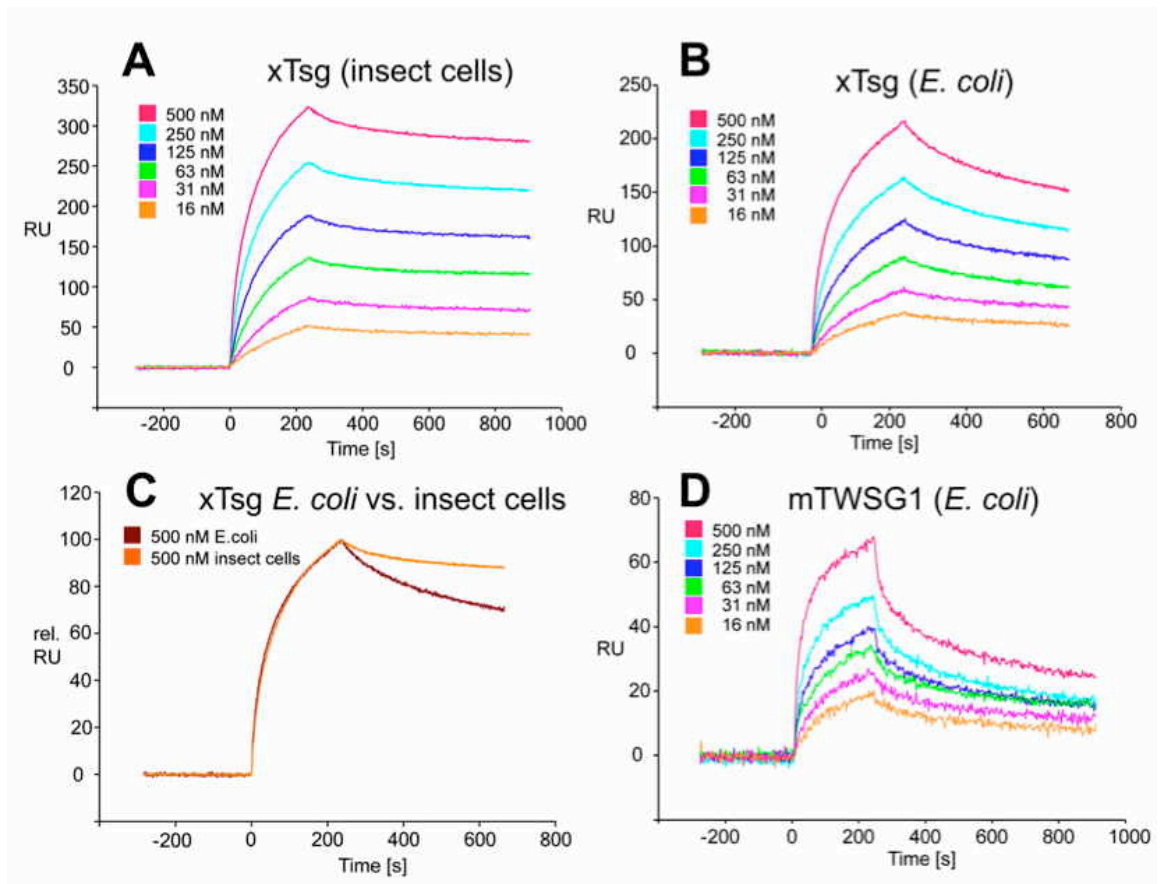 A
xTsg (insect cells)
350
300
250
200
150
100
50
0
RU
500 nM
250 nM
125 nM
63 nM
31 nM
16 nM
-200
0
200
400
600
800
1000
Time [s]
B
xTsg (E. coli)
250
200
150
100
50
0
RU
500 nM
250 nM
125 nM
63 nM
31 nM
16 nM
-200
0
200
400
600
800
Time [s]
C
xTsg E. coli vs. insect cells
120
100
80
60
40
20
0
rel.
RU
500 nM E.coli
500 nM insect cells
-200
0
200
400
600
800
Time [s]
D
mTWSG1 (E. coli)
80
60
40
20
0
RU
500 nM
250 nM
125 nM
63 nM
31 nM
16 nM
-200
0
200
400
600
800
1000
Time [s]